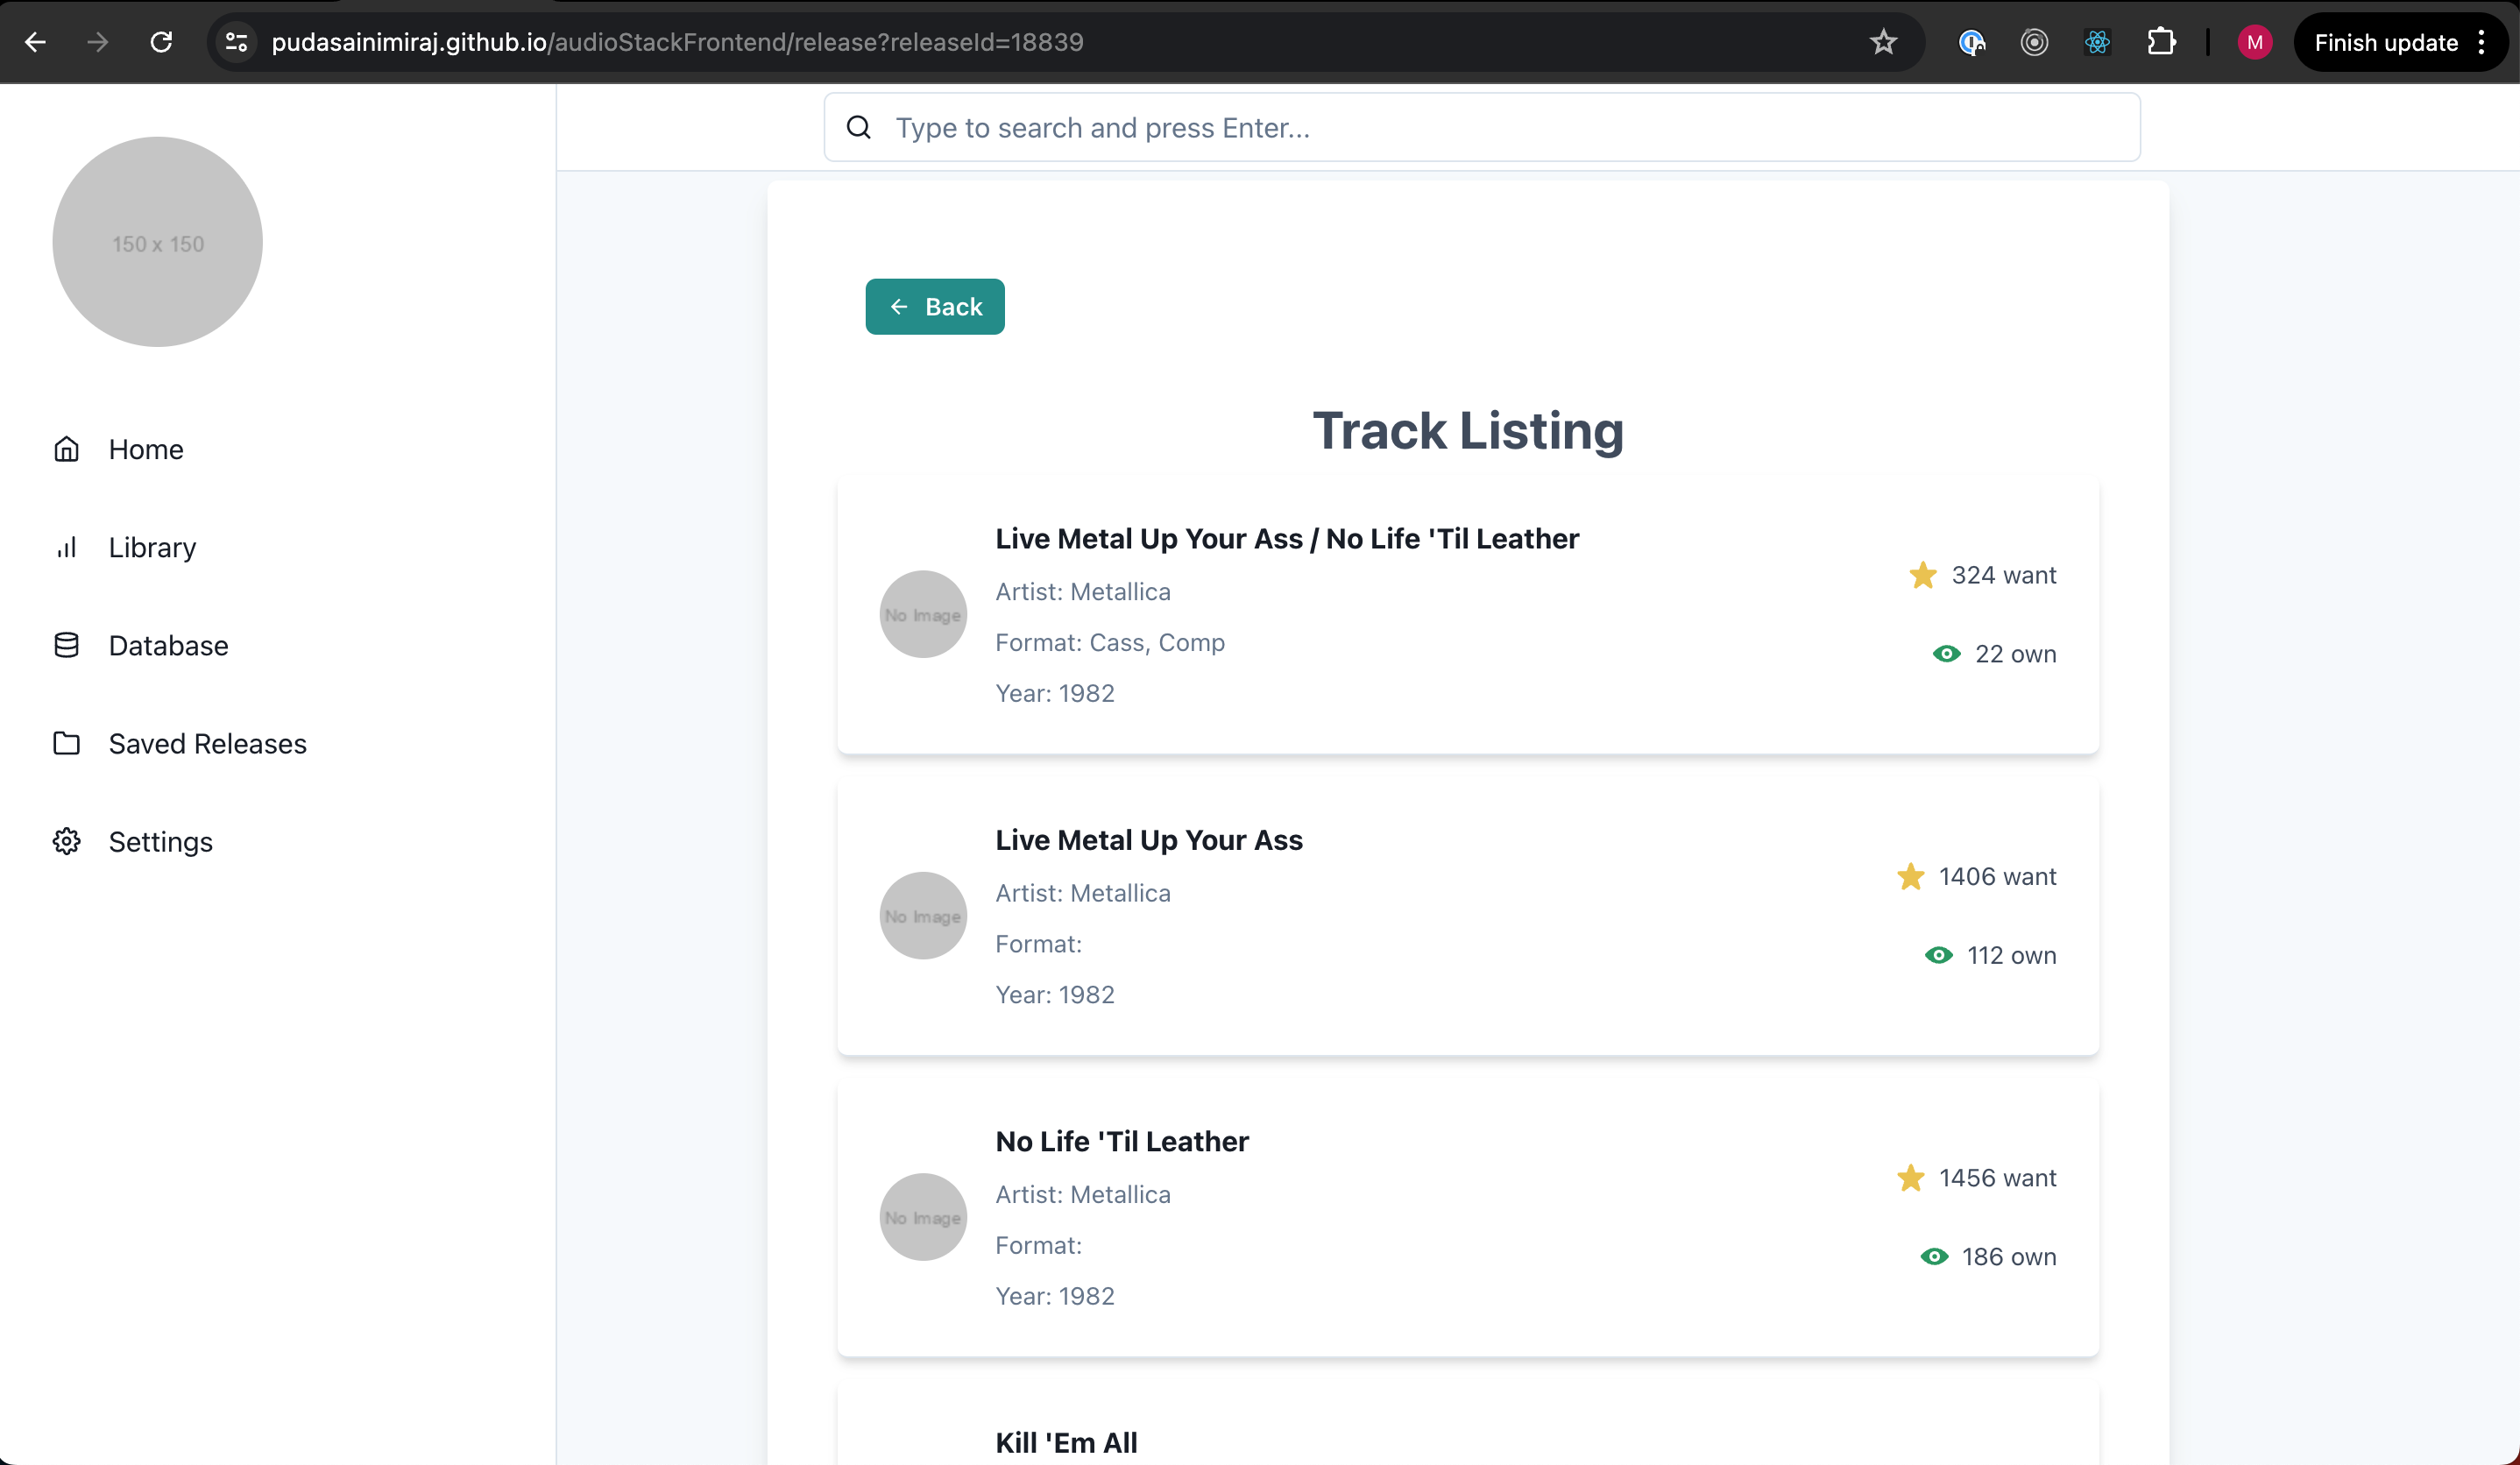 pudasainimiraj.github.io/audioStackFrontend/release?releaseId=18839
M
Finish update
Type to search and press Enter...
150 x 150
Home
Library
Database
Saved Releases
Settings
Back
Track Listing
No Image
Live Metal Up Your Ass / No Life 'Til Leather
Artist: Metallica
Format: Cass, Comp
Year: 1982
324 want
22 own
No Image
Live Metal Up Your Ass
Artist: Metallica
Format:
Year: 1982
1406 want
112 own
No Image
No Life 'Til Leather
Artist: Metallica
Format:
Year: 1982
1456 want
186 own
Kill 'Em All